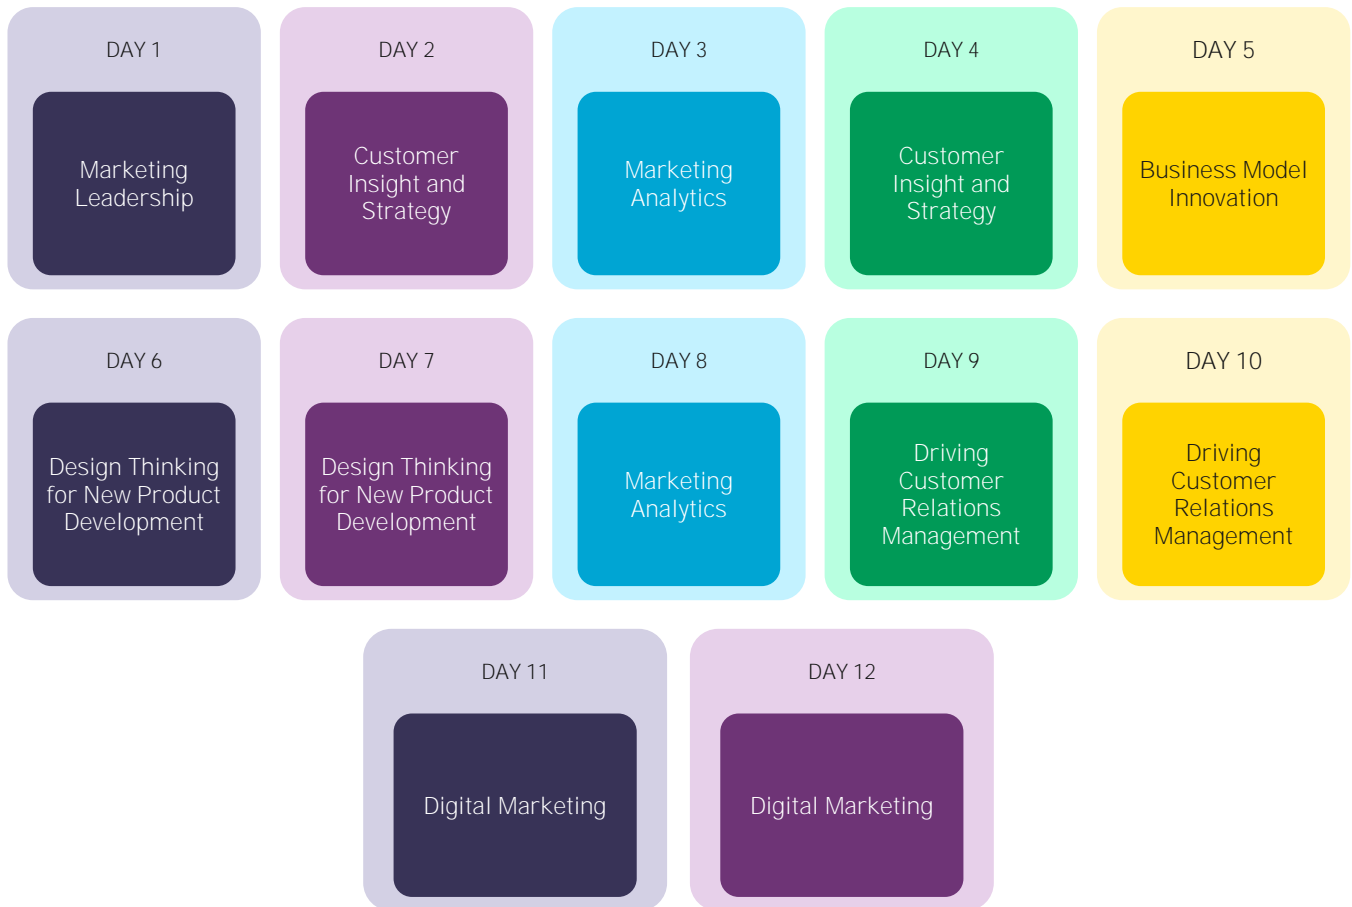 DAY 1
Marketing
Leadership
DAY 2
Customer
Insight and
Strategy
DAY 3
Marketing
Analytics
DAY 4
Customer
Insight and
Strategy
DAY 5
Business Model
Innovation
DAY 6
Design Thinking
for New Product
Development
DAY 7
Design Thinking
for New Product
Development
DAY 8
Marketing
Analytics
DAY 9
Driving
Customer
Relations
Management
DAY 10
Driving
Customer
Relations
Management
DAY 11
Digital Marketing
DAY 12
Digital Marketing